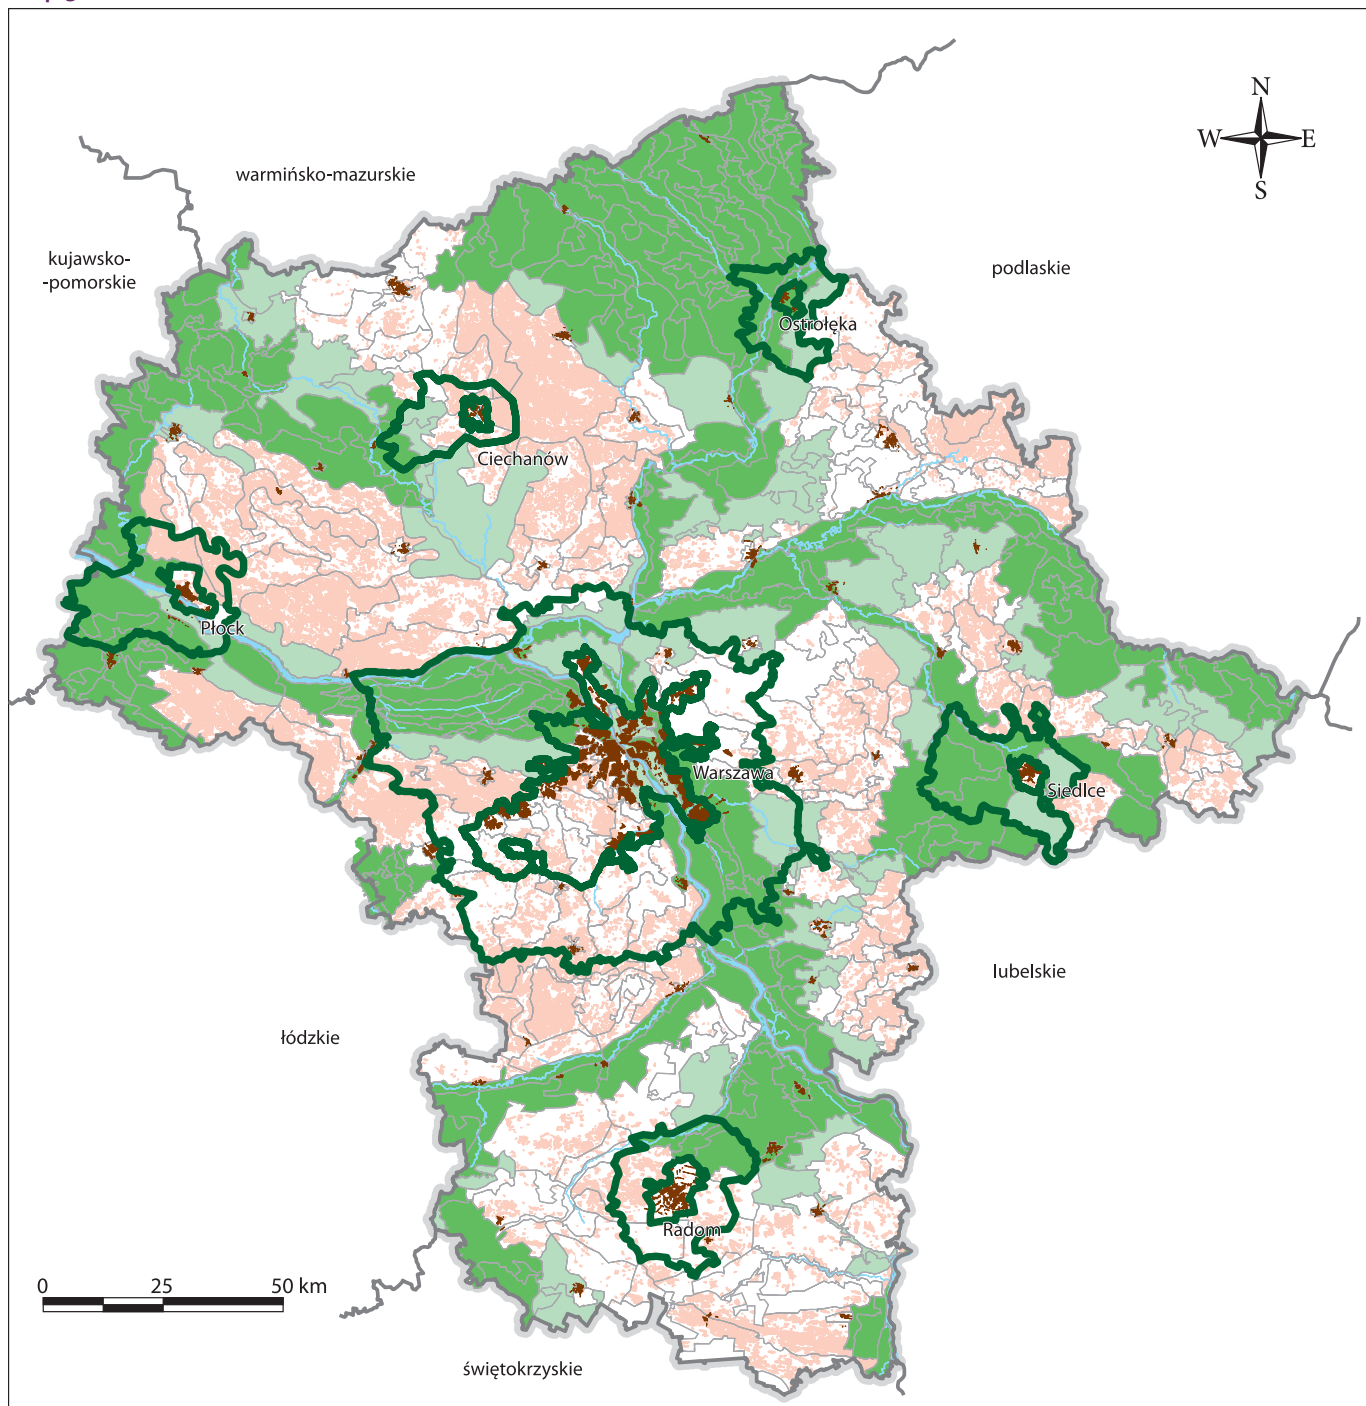 N
W E
S
warmińsko-mazurskie
kujawsko-
-pomorskie
podlaskie
Ostrołęka
Ciechanów
Płock
Warszawa
Siedlce
lubelskie
łódzkie
Radom
0 25 50 km
świętokrzyskie